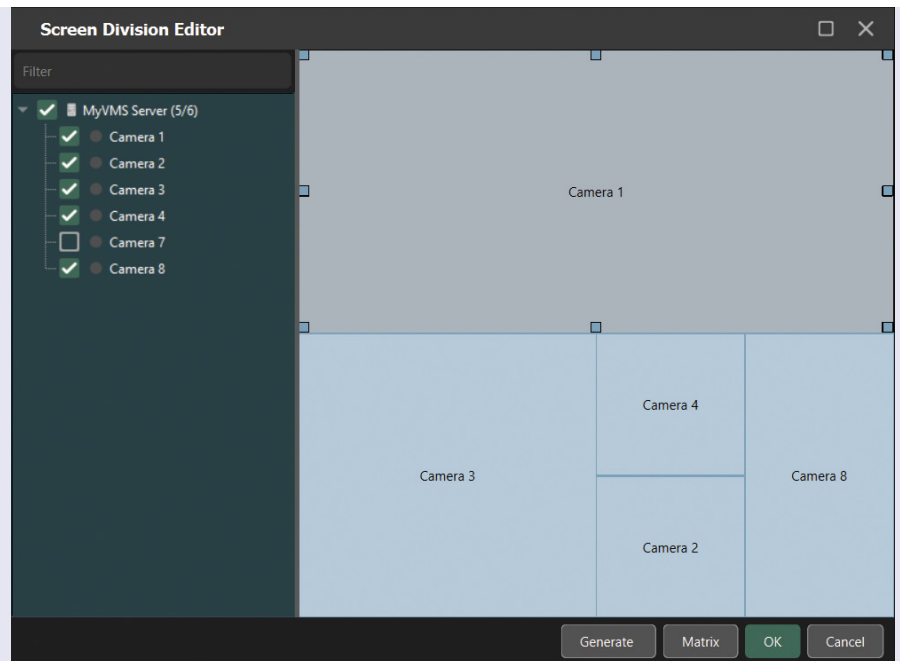 Screen Division Editor
Filter
MyVMS Server (5/6)
Camera 1
Camera 2
Camera 3
Camera 4
Camera 7
Camera 8
Camera 1
Camera 3
Camera 4
Camera 2
Camera 8
Generate Matrix OK Cancel